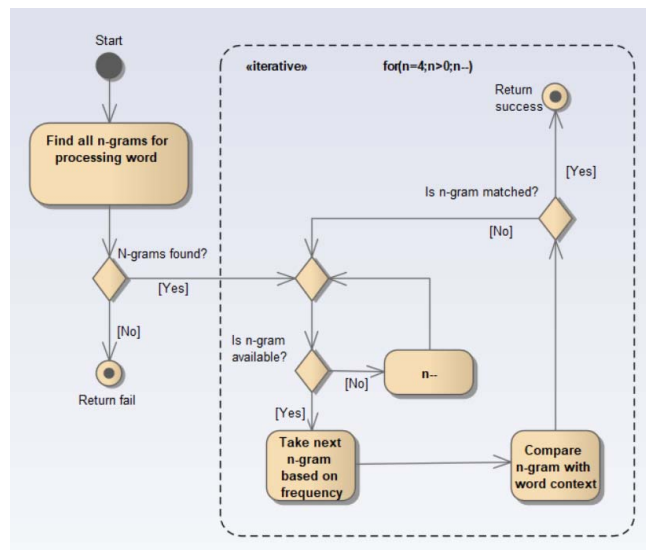 Start
«iterative»
for(n=4;n>0;n--)
Return
success
Find all n-grams for
processing word
[Yes]
Is n-gram matched?
[No]
N-grams found?
[Yes]
[No]
Is n-gram
available?
[No]
n--
Return fail
[Yes]
Take next
n-gram
based on
frequency
Compare
n-gram with
word context